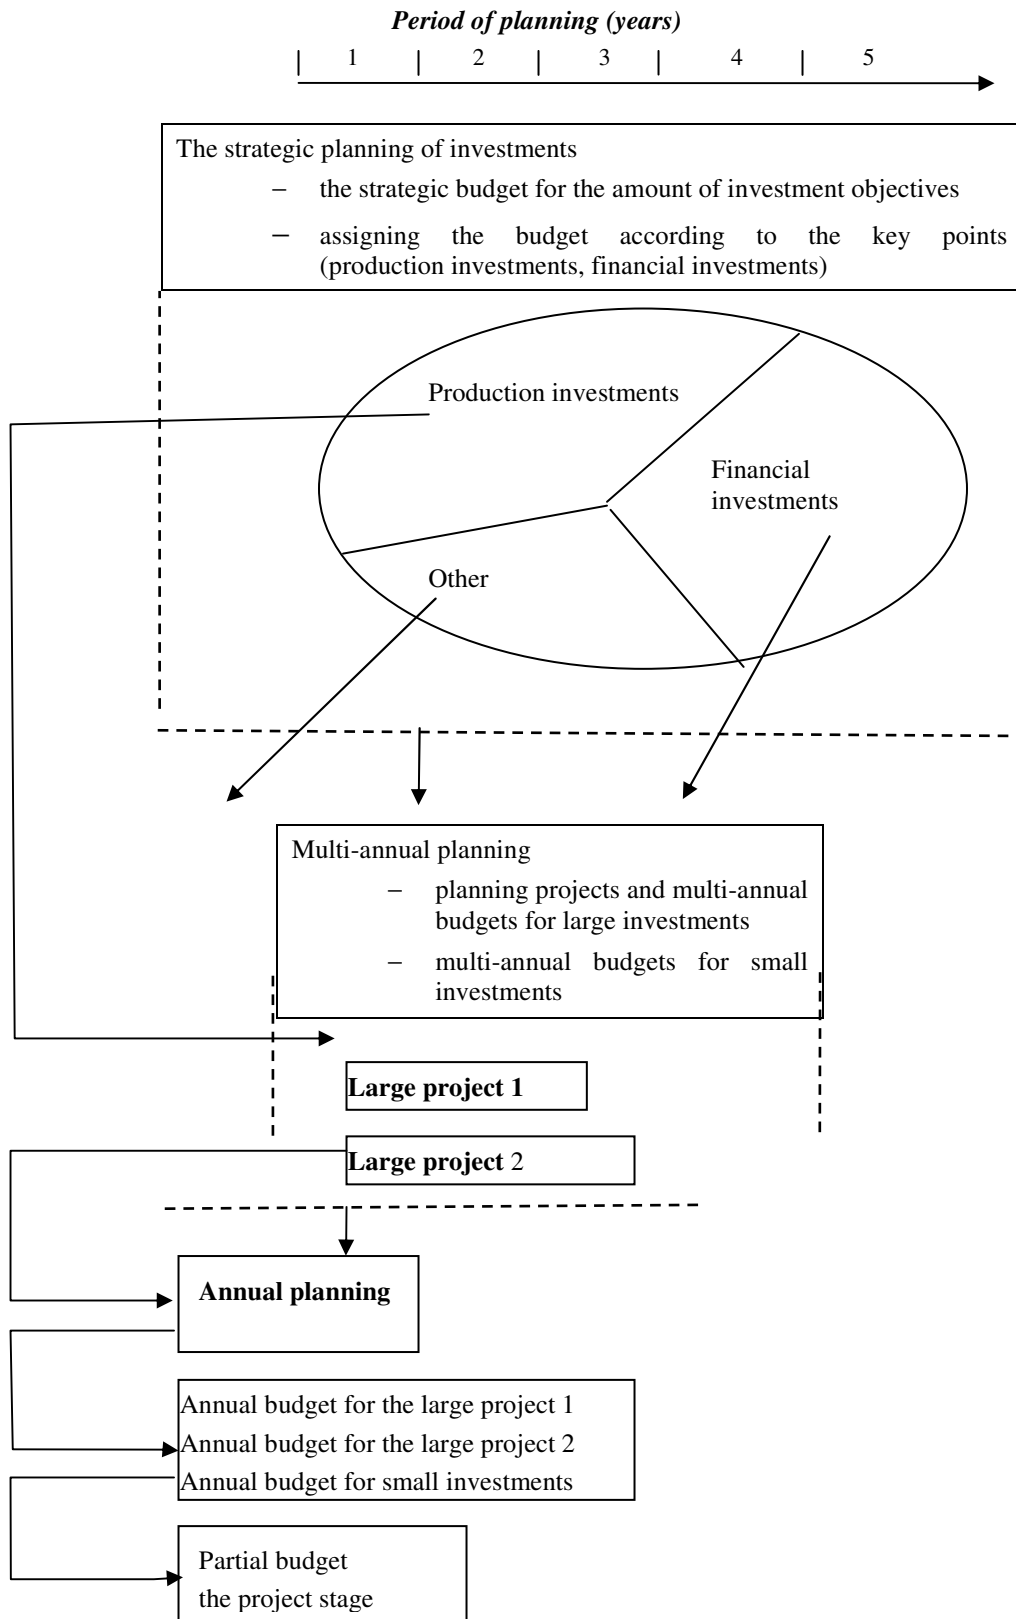 Period of planning (years)
| 1 | 2 | 3 | 4 | 5
The strategic planning of investments
– the strategic budget for the amount of investment objectives
– assigning the budget according to the key points
(production investments, financial investments)
Production investments
Financial
investments
Other
Multi-annual planning
– planning projects and multi-annual
budgets for large investments
– multi-annual budgets for small
investments
Large project 1
Large project 2
Annual planning
Annual budget for the large project 1
Annual budget for the large project 2
Annual budget for small investments
Partial budget
the project stage